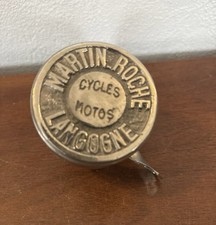 MARTIN ROCHE
CYCLES
MOTOS
LANGOGNE